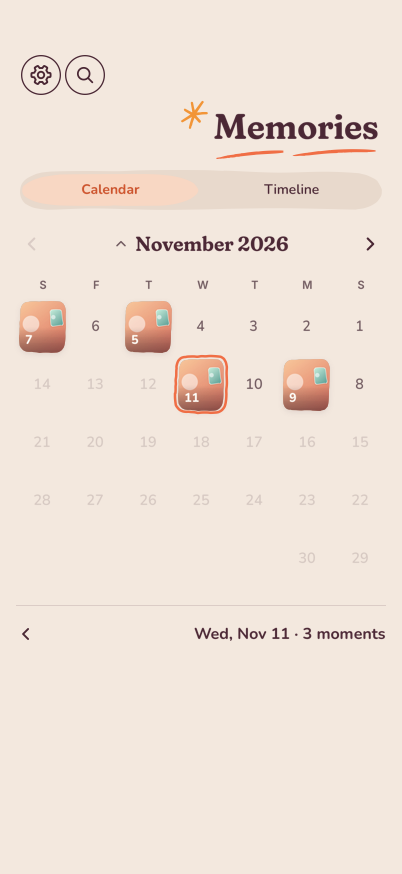 Memories
Calendar Timeline
November 2026
S F T W T M S
7 6 5 4 3 2 1
14 13 12 11 10 9 8
21 20 19 18 17 16 15
28 27 26 25 24 23 22
30 29
Wed, Nov 11 · 3 moments